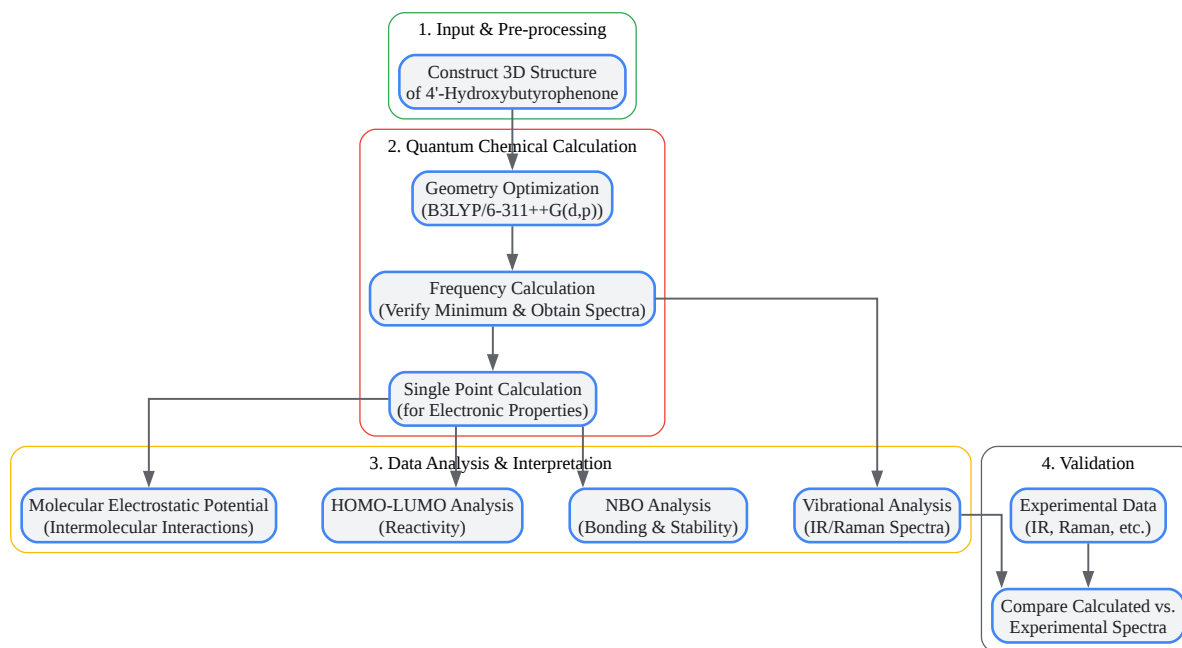 1. Input & Pre-processing
Construct 3D Structure
of 4'-Hydroxybutyrophenone
2. Quantum Chemical Calculation
Geometry Optimization
(B3LYP/6-311++G(d,p))
Frequency Calculation
(Verify Minimum & Obtain Spectra)
Single Point Calculation
(for Electronic Properties)
3. Data Analysis & Interpretation
Molecular Electrostatic Potential
(Intermolecular Interactions)
HOMO-LUMO Analysis
(Reactivity)
NBO Analysis
(Bonding & Stability)
Vibrational Analysis
(IR/Raman Spectra)
4. Validation
Experimental Data
(IR, Raman, etc.)
Compare Calculated vs.
Experimental Spectra